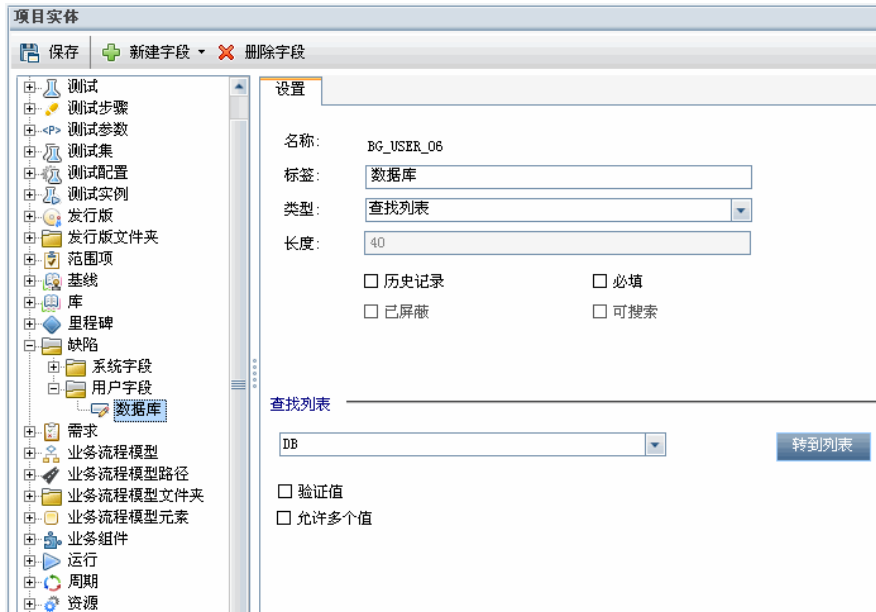 项目实体
保存 新建字段 删除字段
测试
测试步骤
<P> 测试参数
测试集
测试配置
测试实例
发行版
发行版文件夹
范围项
基线
库
里程碑
缺陷
系统字段
用户字段
数据库
需求
业务流程模型
业务流程模型路径
业务流程模型文件夹
业务流程模型元素
业务组件
运行
周期
资源
设置
名称: BG_USER_06
标签: 数据库
类型: 查找列表
长度: 40
历史记录 必填
已屏蔽 可搜索
查找列表
DB 转到列表
验证值
允许多个值